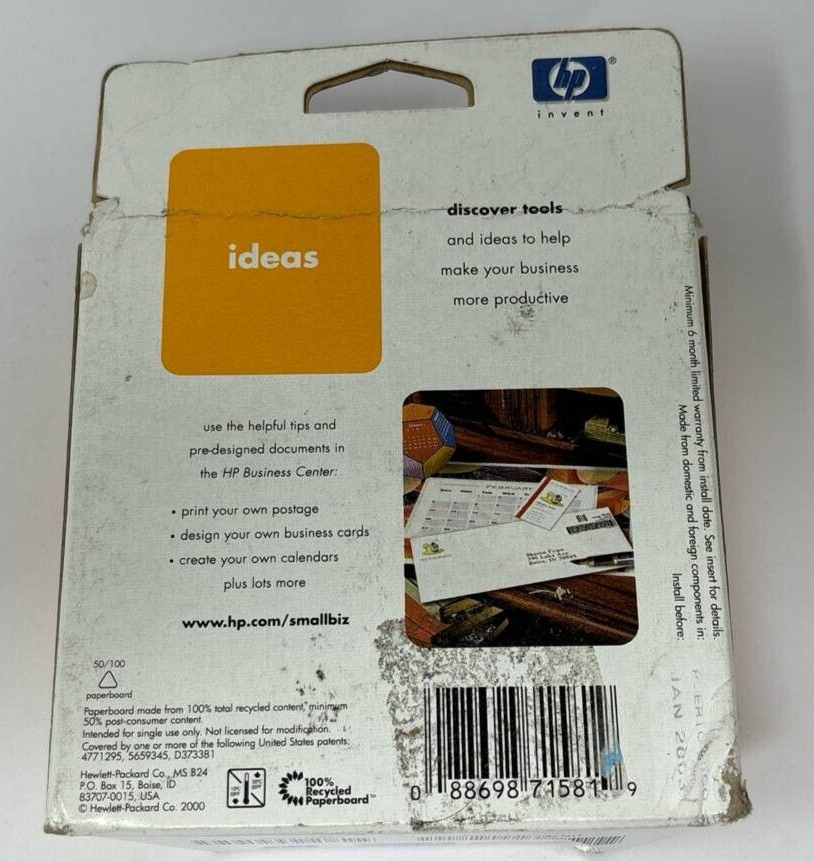 hp®
invent
ideas
discover tools
and ideas to help
make your business
more productive
use the helpful tips and
pre-designed documents in
the HP Business Center:
• print your own postage
• design your own business cards
• create your own calendars
plus lots more
www.hp.com/smallbiz
FEBRUARY
Minimum 6 month limited warranty from install date. See insert for details.
Made from domestic and foreign components in:
Install before:
JAN 200
50/100
paperboard
Paperboard made from 100% total recycled content, minimum
50% post-consumer content.
Intended for single use only. Not licensed for modification.
Covered by one or more of the following United States patents:
4771295, 5659345, D373381
Hewlett-Packard Co., MS B24
P.O. Box 15, Boise, ID
83707-0015, USA
© Hewlett-Packard Co. 2000
100%
Recycled
Paperboard™
0 88698 71581 9